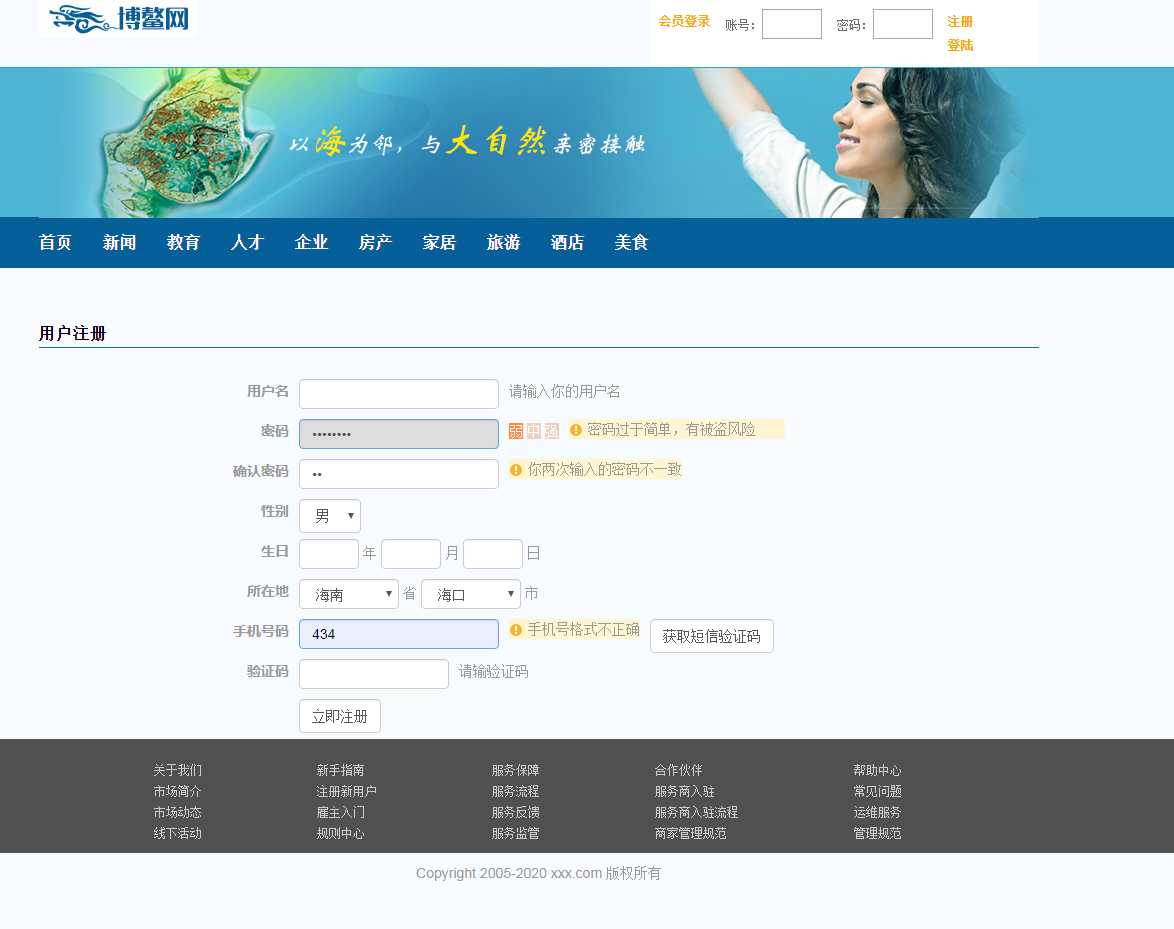 博鳌网
会员登录 账号： 密码： 注册
登陆
以海为邻，与大自然亲密接触
首页 新闻 教育 人才 企业 房产 家居 旅游 酒店 美食
用户注册
用户名 请输入你的用户名
密码 •••••••• 弱 中 强 密码过于简单，有被盗风险
确认密码 •• 你两次输入的密码不一致
性别 男
生日 年 月 日
所在地 海南 省 海口 市
手机号码 434 手机号格式不正确 获取短信验证码
验证码 请输验证码
立即注册
关于我们 新手指南 服务保障 合作伙伴 帮助中心
市场简介 注册新用户 服务流程 服务商入驻 常见问题
市场动态 雇主入门 服务反馈 服务商入驻流程 运维服务
线下活动 规则中心 服务监管 商家管理规范 管理规范
Copyright 2005-2020 xxx.com 版权所有